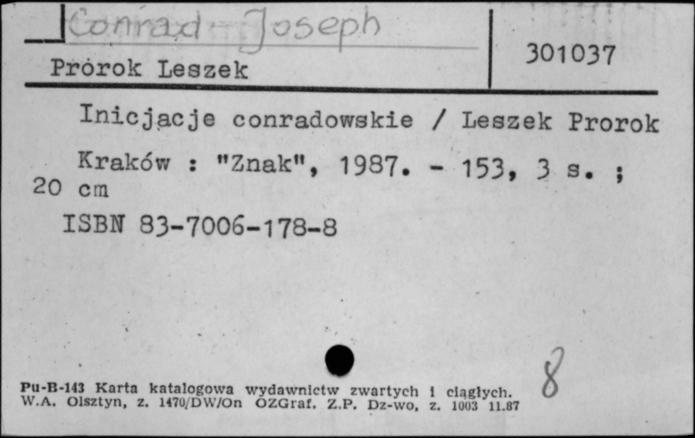 Conrad - Joseph
301037
Prorok Leszek
Inicjacje conradowskie / Leszek Prorok
Kraków : "Znak", 1987. - 153, 3 s. ;
20 cm
ISBN 83-7006-178-8
8
Pu-B-143 Karta katalogowa wydawnictw zwartych i ciągłych.
W.A. Olsztyn, z. 1470/DW/On OZGraf. Z.P. Dz-wo, z. 1003 11.87